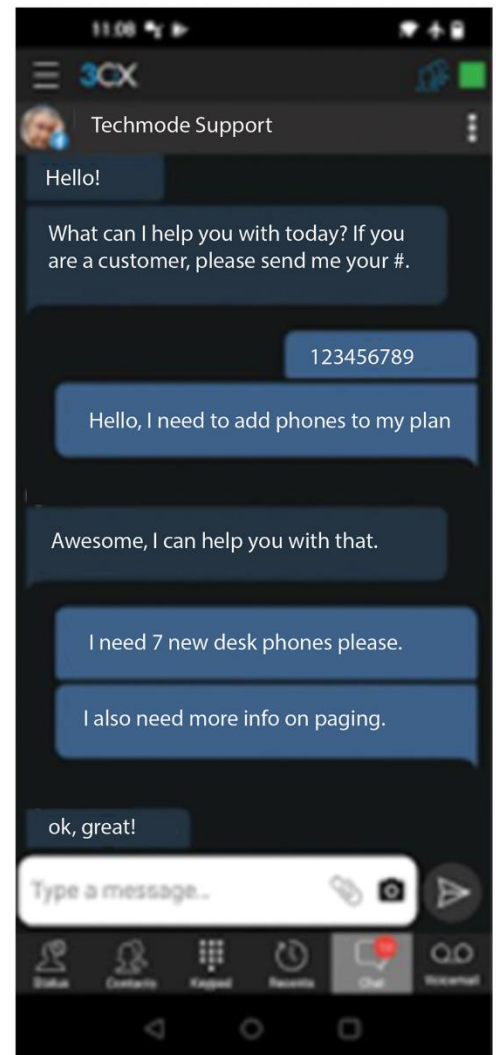 11:08
3CX
Techmode Support
Hello!
What can I help you with today? If you
are a customer, please send me your #.
123456789
Hello, I need to add phones to my plan
Awesome, I can help you with that.
I need 7 new desk phones please.
I also need more info on paging.
ok, great!
Type a message...
Status Contacts Keypad Recents Chat Voicemail